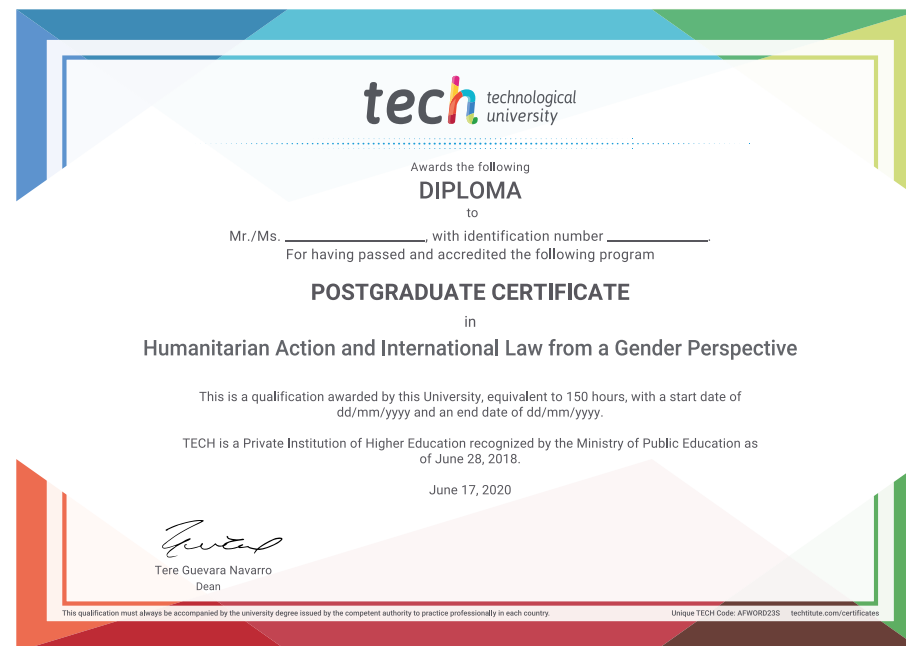 tech technological
university
Awards the following
DIPLOMA
to
Mr./Ms. ____________________, with identification number ______________.
For having passed and accredited the following program
POSTGRADUATE CERTIFICATE
in
Humanitarian Action and International Law from a Gender Perspective
This is a qualification awarded by this University, equivalent to 150 hours, with a start date of
dd/mm/yyyy and an end date of dd/mm/yyyy.
TECH is a Private Institution of Higher Education recognized by the Ministry of Public Education as
of June 28, 2018.
June 17, 2020
Tere Guevara Navarro
Dean
This qualification must always be accompanied by the university degree issued by the competent authority to practice professionally in each country.
Unique TECH Code: AFWORD23S techtitute.com/certificates